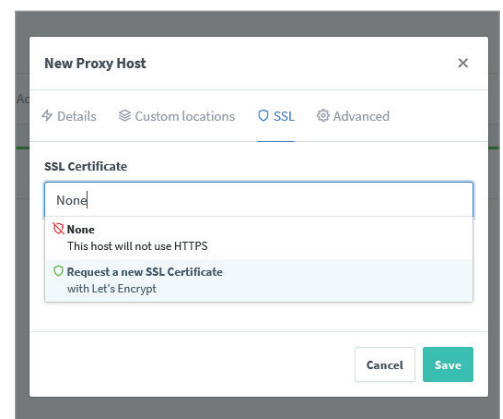 New Proxy Host ×
Details Custom locations SSL Advanced
SSL Certificate
None
None
This host will not use HTTPS
Request a new SSL Certificate
with Let's Encrypt
Cancel Save